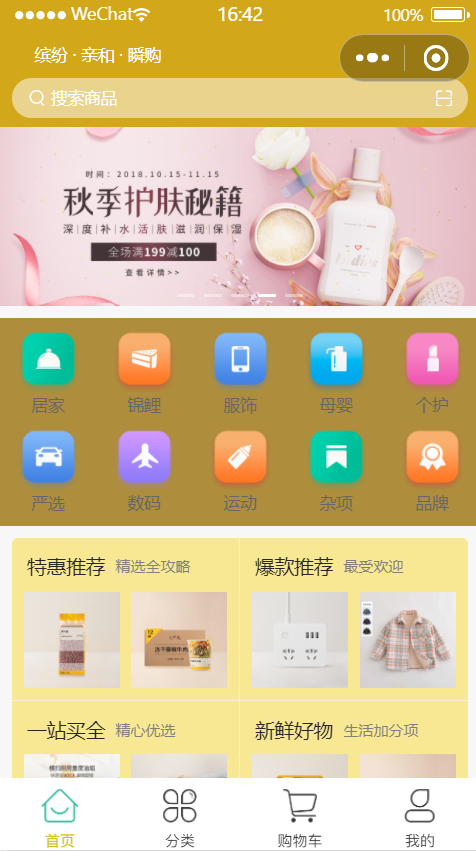 WeChat 16:42 100%
缤纷 · 亲和 · 瞬购
搜索商品
时间：2018.10.15-11.15
秋季护肤秘籍
深度|补水|活肤|滋润|保湿
全场满199减100
查看详情>>
居家 锦鲤 服饰 母婴 个护
严选 数码 运动 杂项 品牌
特惠推荐 精选全攻略
爆款推荐 最受欢迎
一站买全 精心优选
新鲜好物 生活加分项
首页 分类 购物车 我的